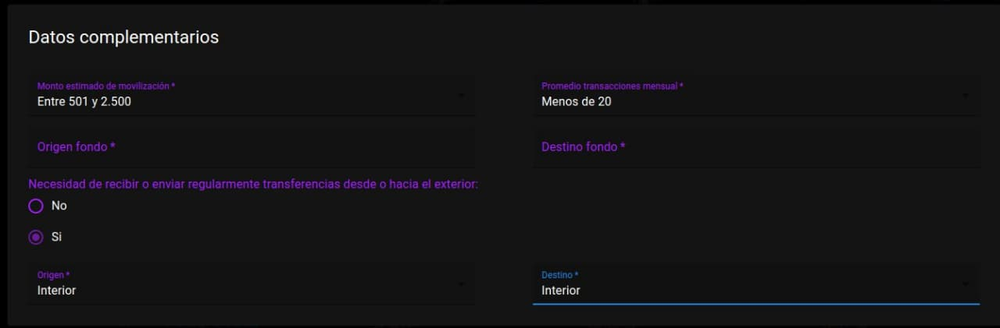 Datos complementarios
Monto estimado de movilización *
Entre 501 y 2.500
Promedio transacciones mensual *
Menos de 20
Origen fondo *
Destino fondo *
Necesidad de recibir o enviar regularmente transferencias desde o hacia el exterior:
No
Si
Origen *
Interior
Destino *
Interior